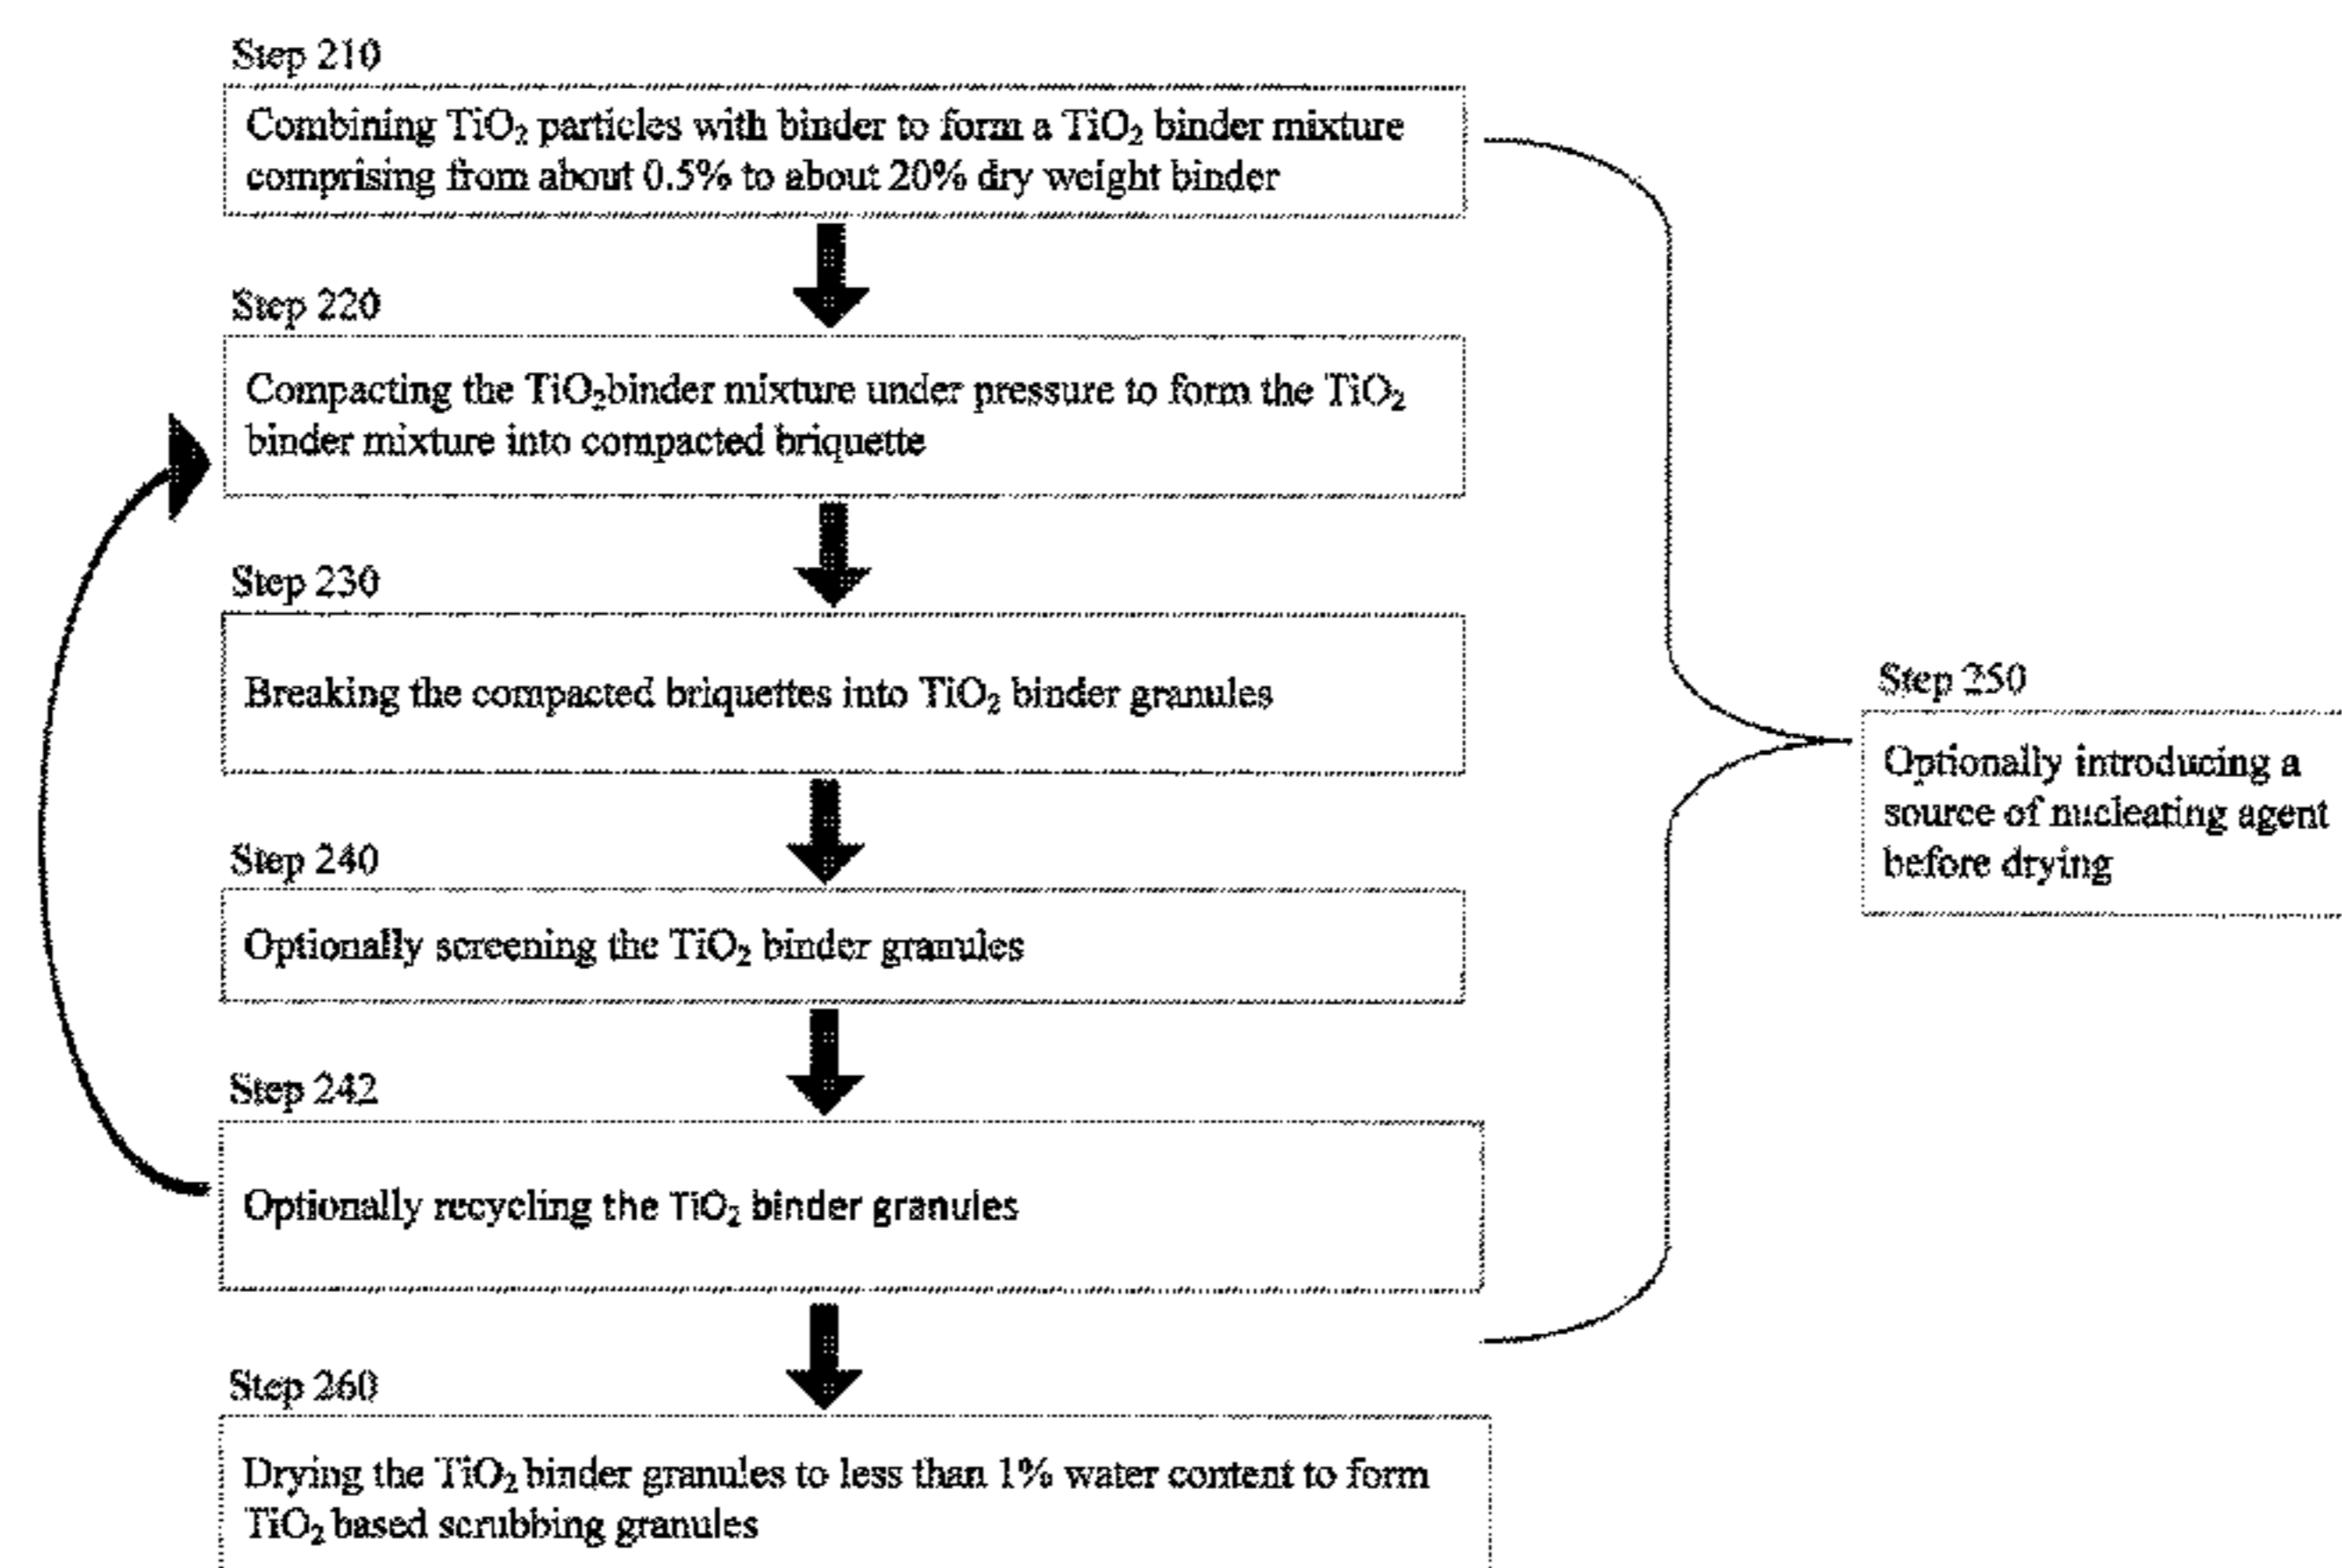 Step 210
Combining TiO₂ particles with binder to form a TiO₂ binder mixture
comprising from about 0.5% to about 20% dry weight binder
Step 220
Compacting the TiO₂binder mixture under pressure to form the TiO₂
binder mixture into compacted briquette
Step 230
Breaking the compacted briquettes into TiO₂ binder granules
Step 240
Optionally screening the TiO₂ binder granules
Step 242
Optionally recycling the TiO₂ binder granules
Step 250
Optionally introducing a
source of nucleating agent
before drying
Step 260
Drying the TiO₂ binder granules to less than 1% water content to form
TiO₂ based scrubbing granules